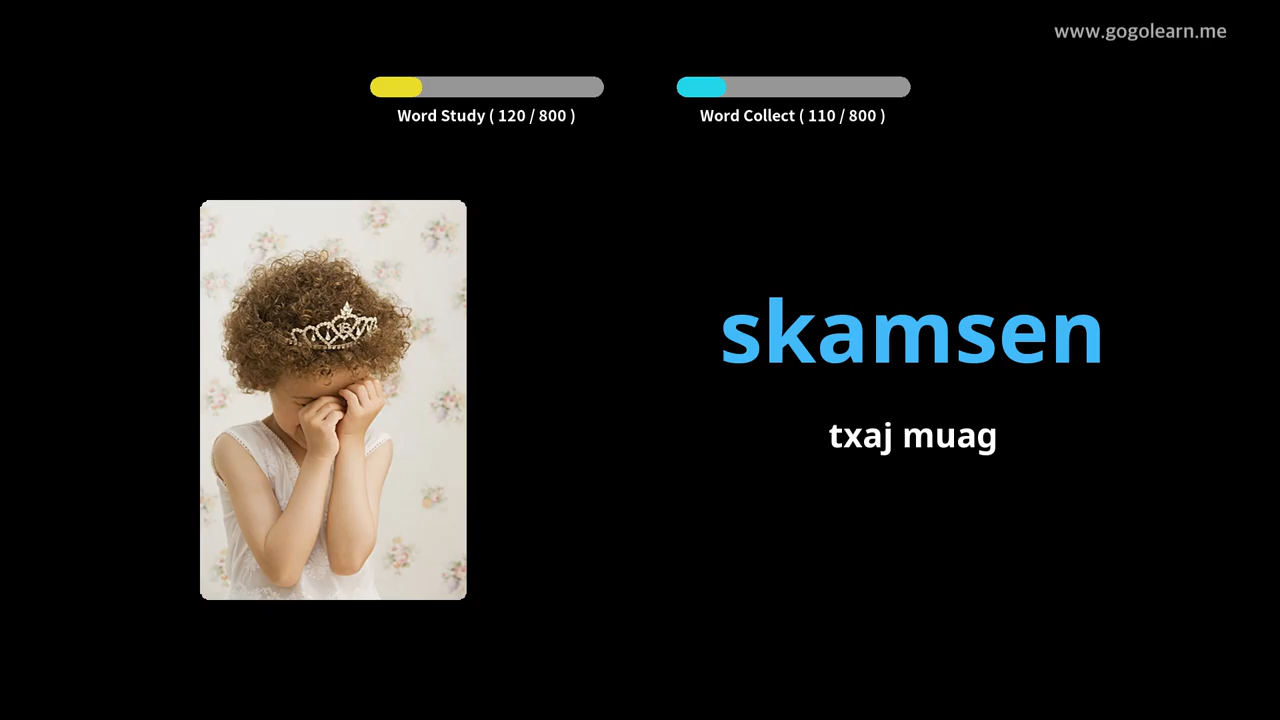 www.gogolearn.me
Word Study ( 120 / 800 )
Word Collect ( 110 / 800 )
skamsen
txaj muag